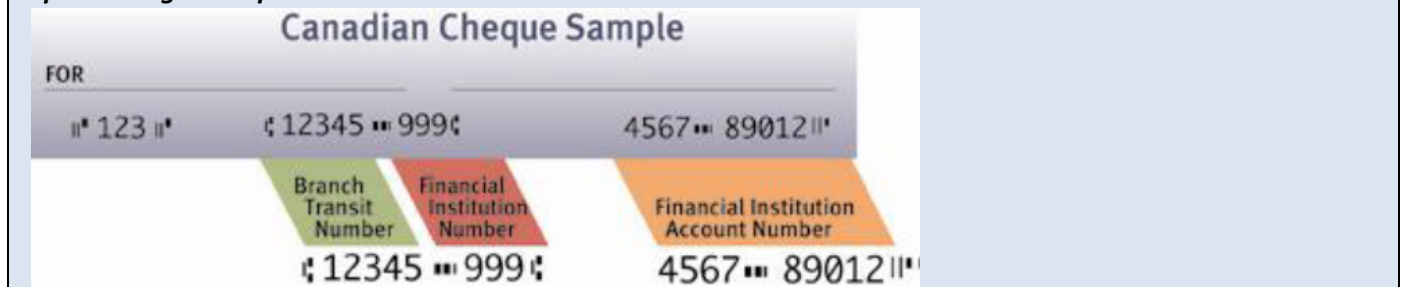 Canadian Cheque Sample
FOR
⑈ 123 ⑈ ⑆ 12345 ⑉ 999⑆ 4567⑉ 89012⑈
Branch Transit Number
Financial Institution Number
Financial Institution Account Number
⑆ 12345 ⑉ 999⑆ 4567⑉ 89012⑈